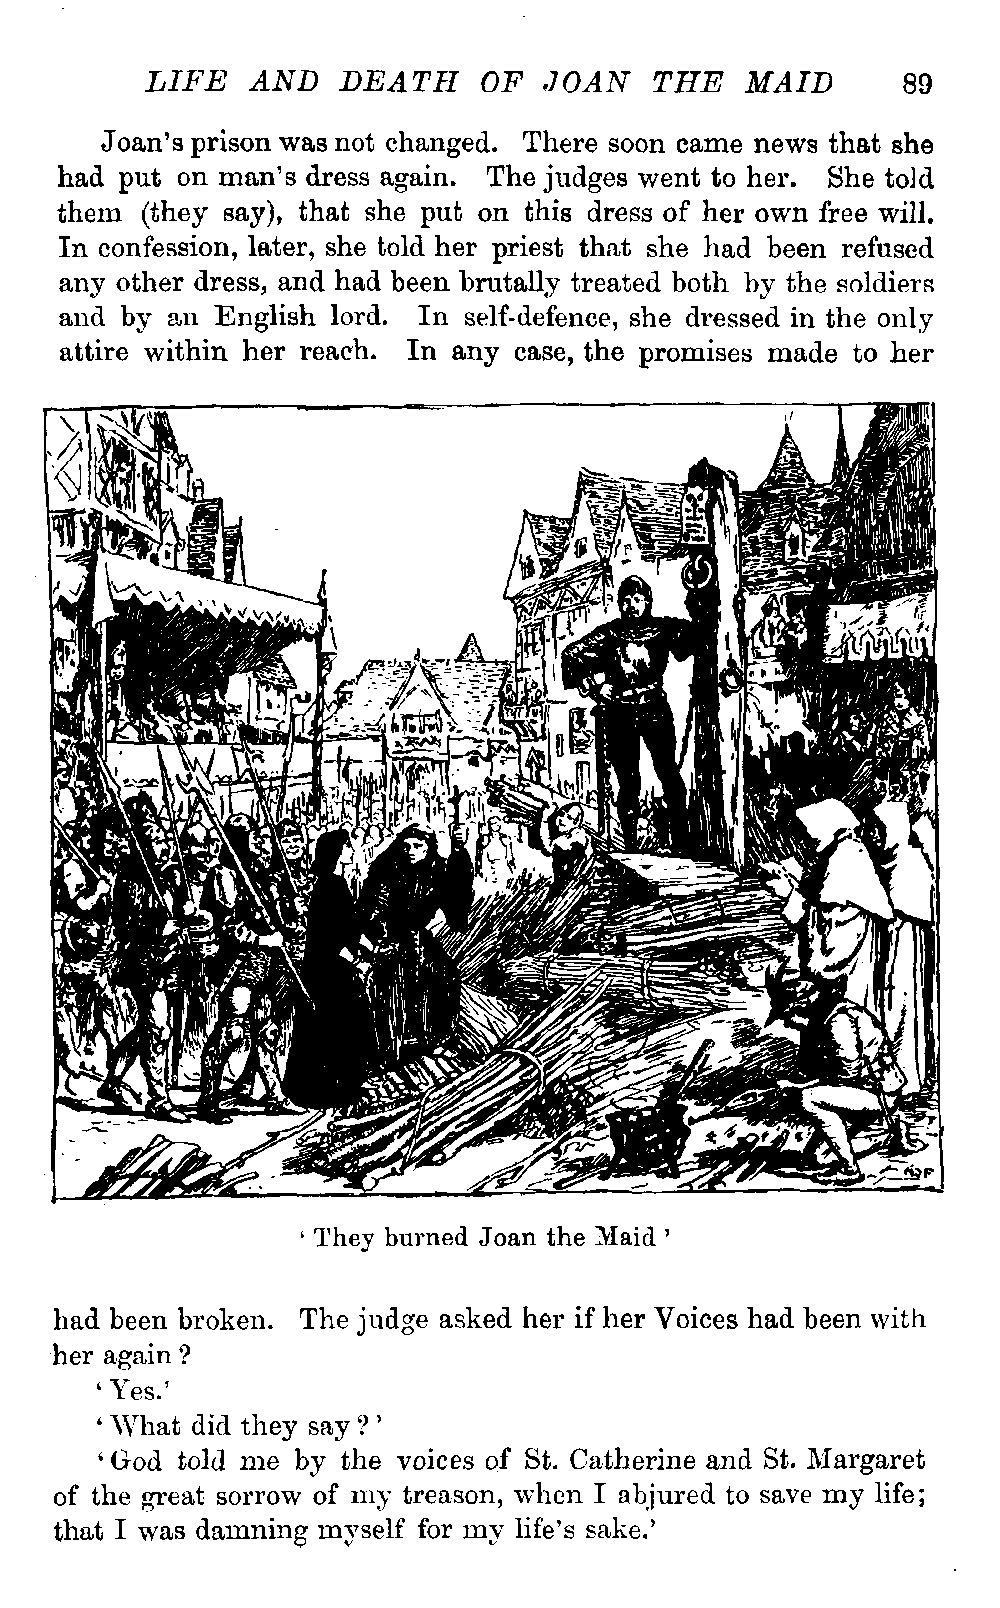 LIFE AND DEATH OF JOAN THE MAID 89
Joan's prison was not changed. There soon came news that she
had put on man's dress again. The judges went to her. She told
them (they say), that she put on this dress of her own free will.
In confession, later, she told her priest that she had been refused
any other dress, and had been brutally treated both by the soldiers
and by an English lord. In self-defence, she dressed in the only
attire within her reach. In any case, the promises made to her
HJF
‘ They burned Joan the Maid ’
had been broken. The judge asked her if her Voices had been with
her again ?
‘ Yes.’
‘ What did they say ? ’
‘ God told me by the voices of St. Catherine and St. Margaret
of the great sorrow of my treason, when I abjured to save my life;
that I was damning myself for my life's sake.’